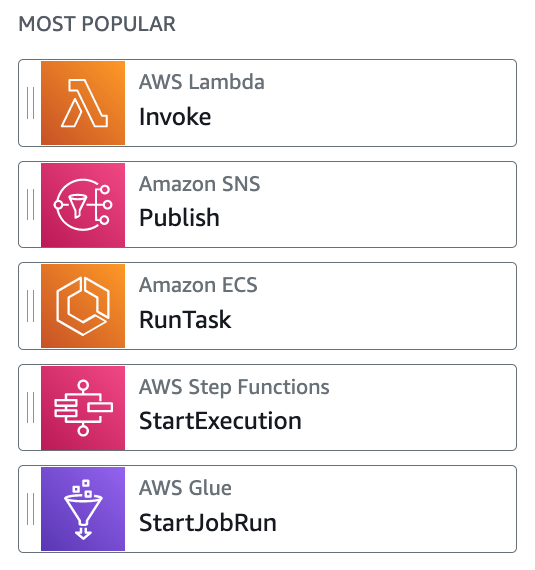 MOST POPULAR
AWS Lambda
Invoke
Amazon SNS
Publish
Amazon ECS
RunTask
AWS Step Functions
StartExecution
AWS Glue
StartJobRun